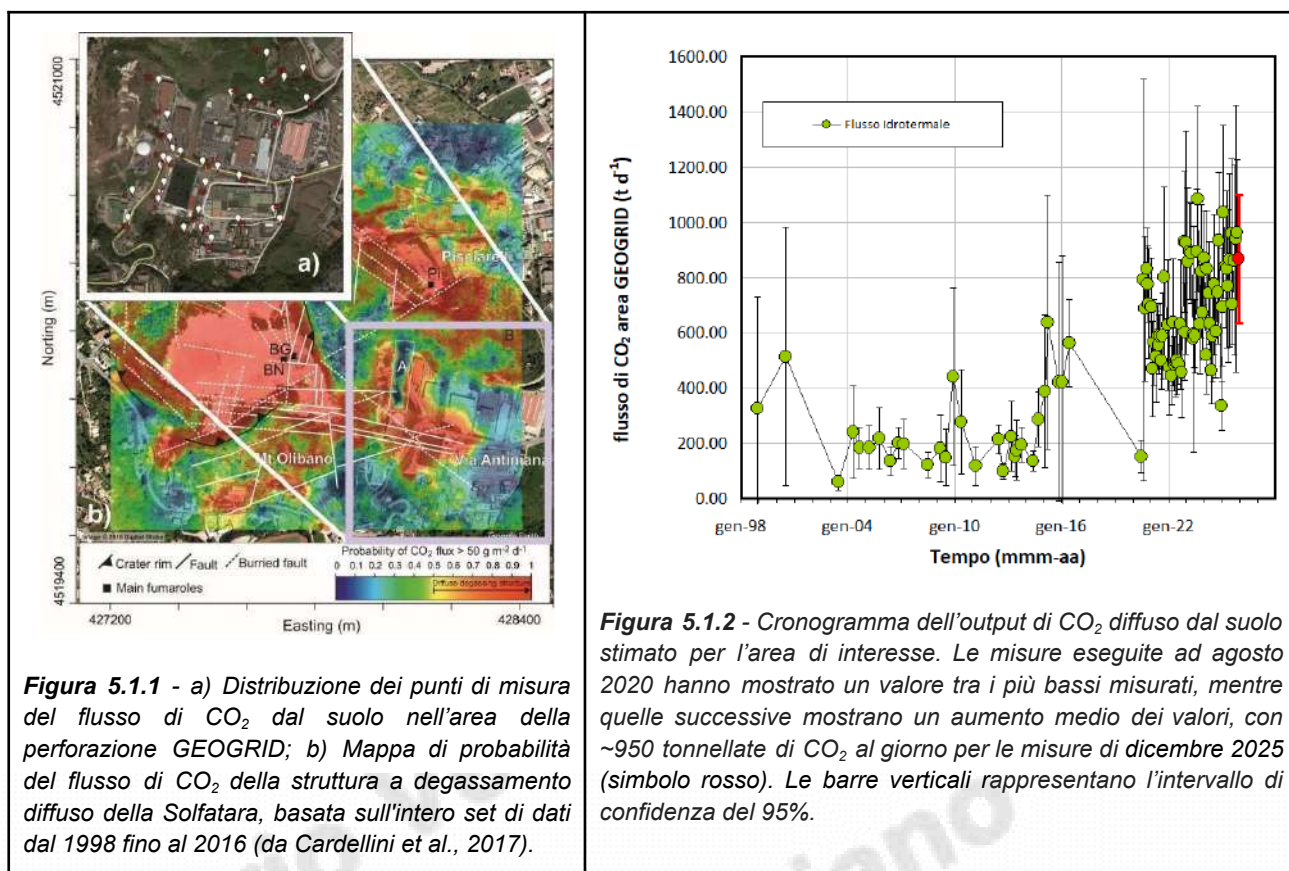 4521000
4519400
Norting (m)
427200
428400
Easting (m)
a)
b)
Pisciarelli
Pi
BG
BN
A
B
Mt Olibano
Via Antiniana
A
Crater rim
Fault
Burried fault
Main fumaroles
Probability of CO₂ flux > 50 g m⁻² d⁻¹
0 0.1 0.2 0.3 0.4 0.5 0.6 0.7 0.8 0.9 1
Diffuse degassing structure
Figura 5.1.1 - a) Distribuzione dei punti di misura
del flusso di CO₂ dal suolo nell'area della
perforazione GEOGRID; b) Mappa di probabilità
del flusso di CO₂ della struttura a degassamento
diffuso della Solfatara, basata sull'intero set di dati
dal 1998 fino al 2016 (da Cardellini et al., 2017).
flusso di CO₂ area GEOGRID (t d⁻¹)
1600.00
1400.00
1200.00
1000.00
800.00
600.00
400.00
200.00
0.00
Flusso Idrotermale
gen-98 gen-04 gen-10 gen-16 gen-22
Tempo (mmm-aa)
Figura 5.1.2 - Cronogramma dell'output di CO₂ diffuso dal suolo
stimato per l'area di interesse. Le misure eseguite ad agosto
2020 hanno mostrato un valore tra i più bassi misurati, mentre
quelle successive mostrano un aumento medio dei valori, con
~950 tonnellate di CO₂ al giorno per le misure di dicembre 2025
(simbolo rosso). Le barre verticali rappresentano l'intervallo di
confidenza del 95%.